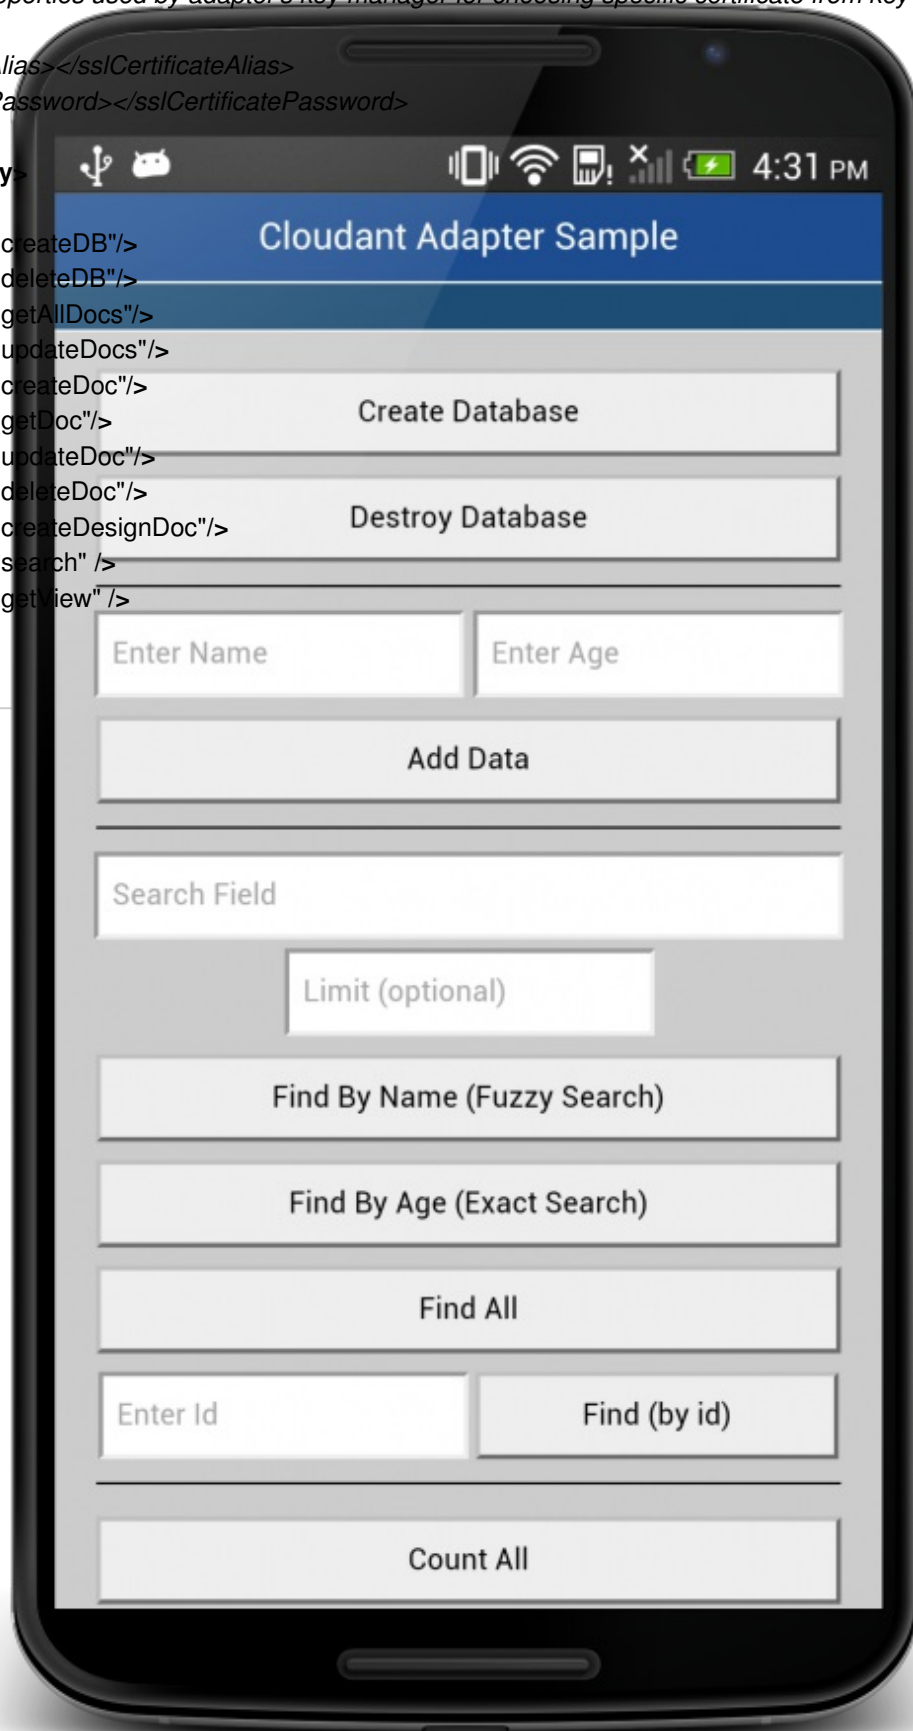 operties used by adapter's key manager for choosing specific certificate from key
Alias></sslCertificateAlias>
Password></sslCertificatePassword>
y>
4:31 PM
Cloudant Adapter Sample
createDB"/>
deleteDB"/>
getAllDocs"/>
updateDocs"/>
createDoc"/>
Create Database
getDoc"/>
updateDoc"/>
deleteDoc"/>
Destroy Database
createDesignDoc"/>
search" />
getView" />
Enter Name Enter Age
Add Data
Search Field
Limit (optional)
Find By Name (Fuzzy Search)
Find By Age (Exact Search)
Find All
Enter Id Find (by id)
Count All